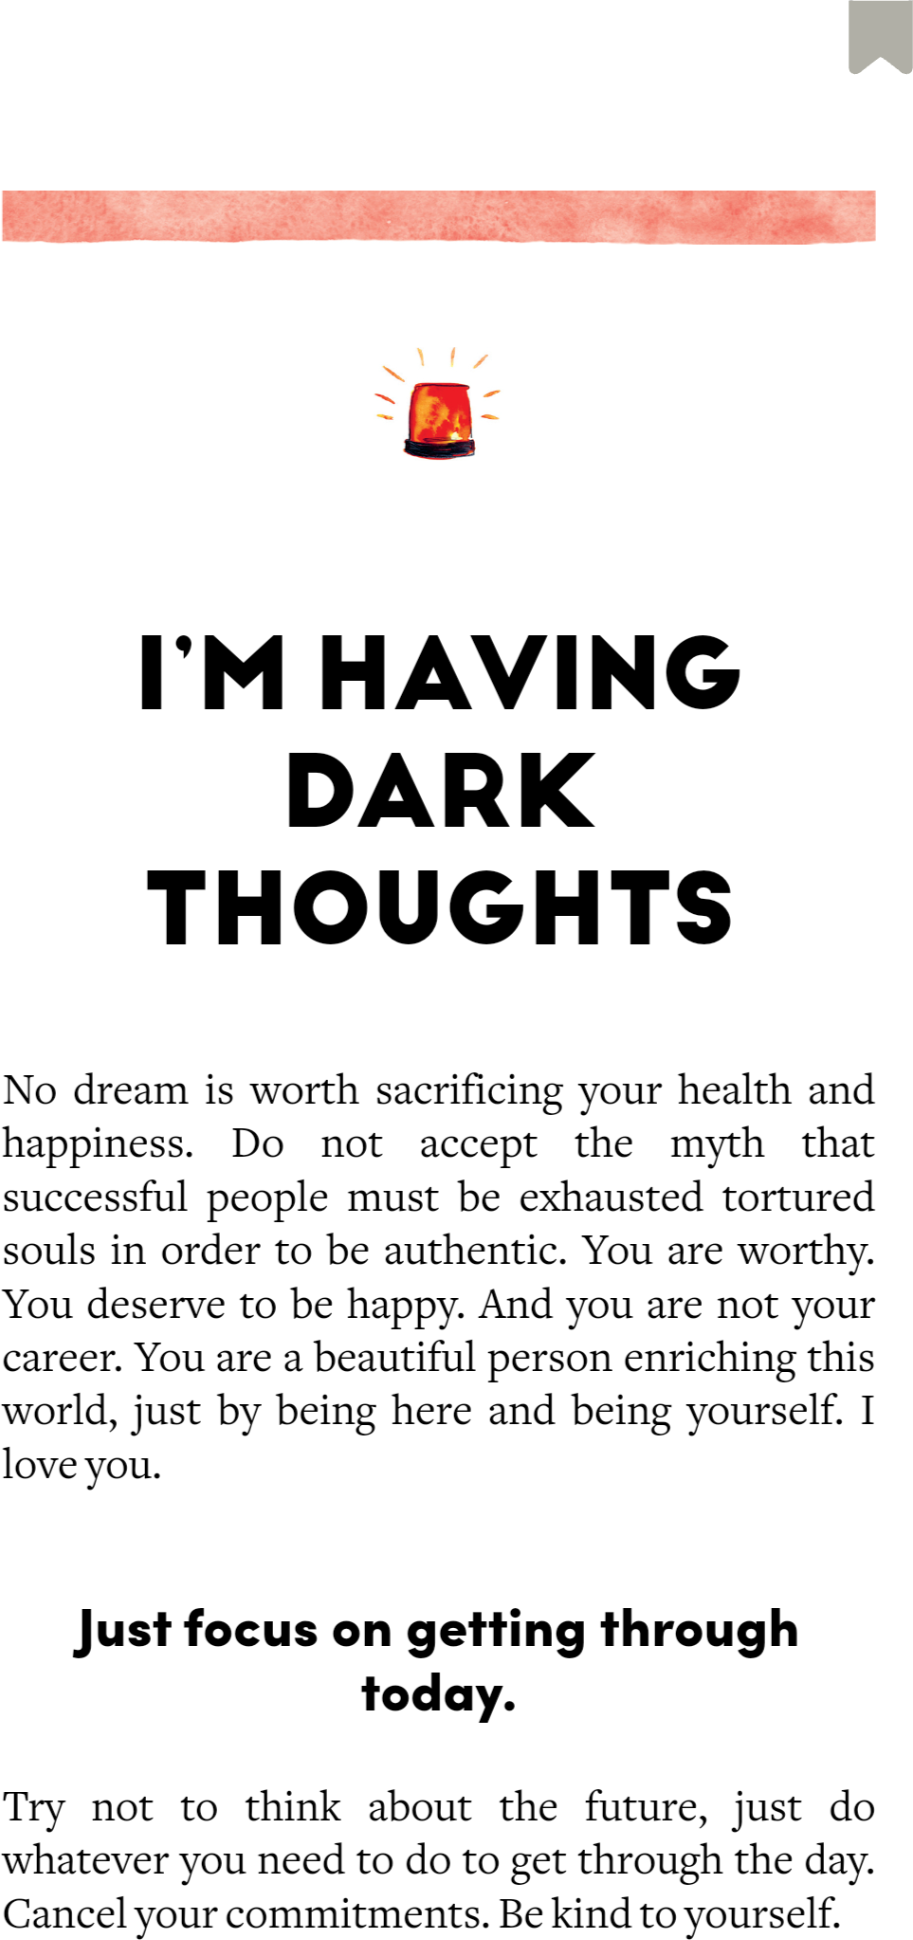 I’M HAVING
DARK
THOUGHTS
No dream is worth sacrificing your health and
happiness. Do not accept the myth that
successful people must be exhausted tortured
souls in order to be authentic. You are worthy.
You deserve to be happy. And you are not your
career. You are a beautiful person enriching this
world, just by being here and being yourself. I
love you.
Just focus on getting through
today.
Try not to think about the future, just do
whatever you need to do to get through the day.
Cancel your commitments. Be kind to yourself.